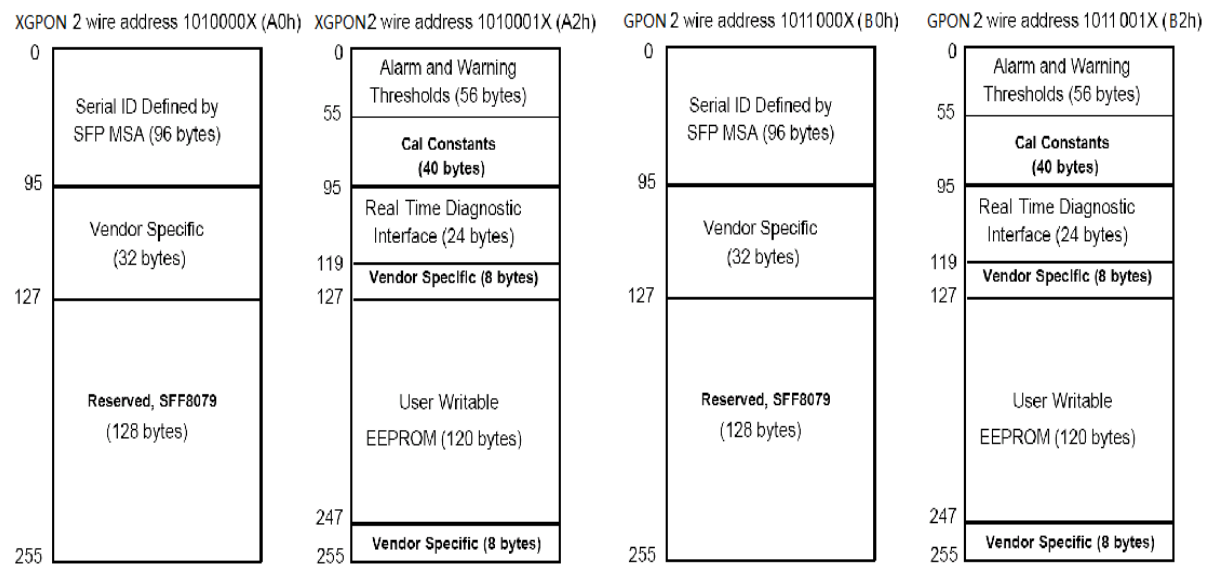 XGPON 2 wire address 1010000X (A0h)
0
Serial ID Defined by
SFP MSA (96 bytes)
95
Vendor Specific
(32 bytes)
127
Reserved, SFF8079
(128 bytes)
255
XGPON 2 wire address 1010001X (A2h)
0
Alarm and Warning
Thresholds (56 bytes)
55
Cal Constants
(40 bytes)
95
Real Time Diagnostic
Interface (24 bytes)
119
Vendor Specific (8 bytes)
127
User Writable
EEPROM (120 bytes)
247
Vendor Specific (8 bytes)
255
GPON 2 wire address 1011000X (B0h)
0
Serial ID Defined by
SFP MSA (96 bytes)
95
Vendor Specific
(32 bytes)
127
Reserved, SFF8079
(128 bytes)
255
GPON 2 wire address 1011001X (B2h)
0
Alarm and Warning
Thresholds (56 bytes)
55
Cal Constants
(40 bytes)
95
Real Time Diagnostic
Interface (24 bytes)
119
Vendor Specific (8 bytes)
127
User Writable
EEPROM (120 bytes)
247
Vendor Specific (8 bytes)
255